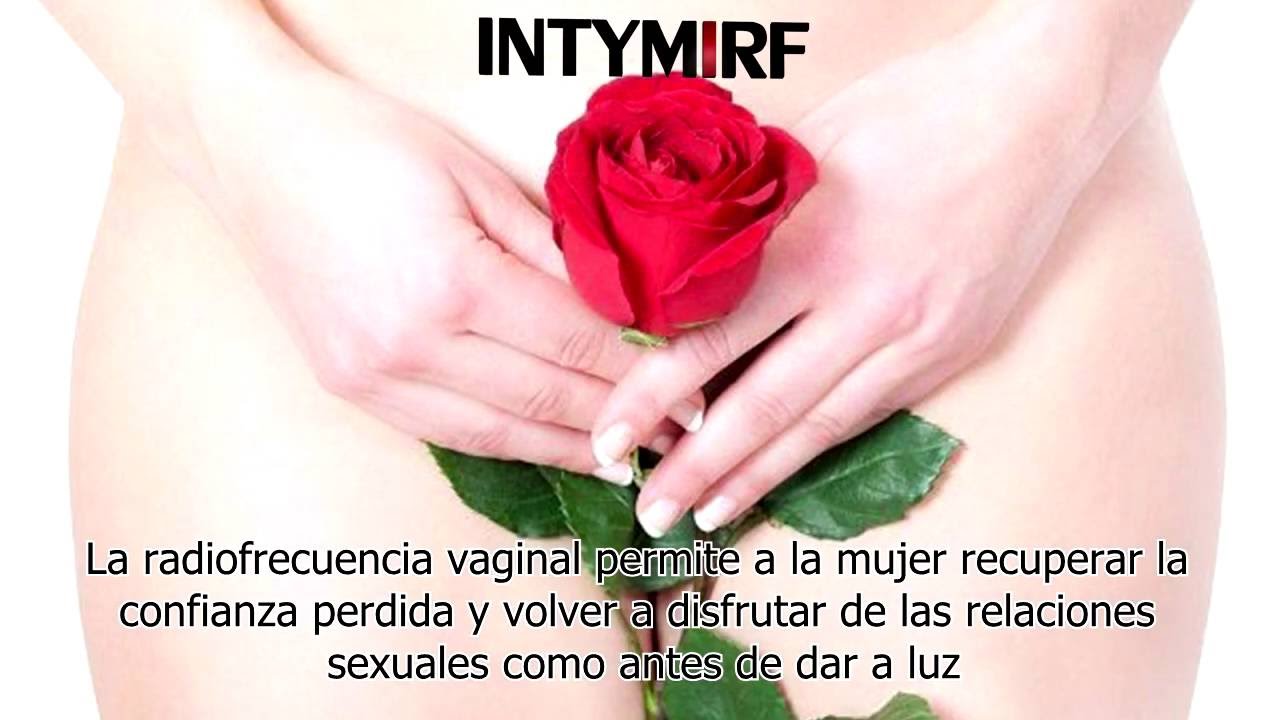 INTYMIRF
La radiofrecuencia vaginal permite a la mujer recuperar la
confianza perdida y volver a disfrutar de las relaciones
sexuales como antes de dar a luz